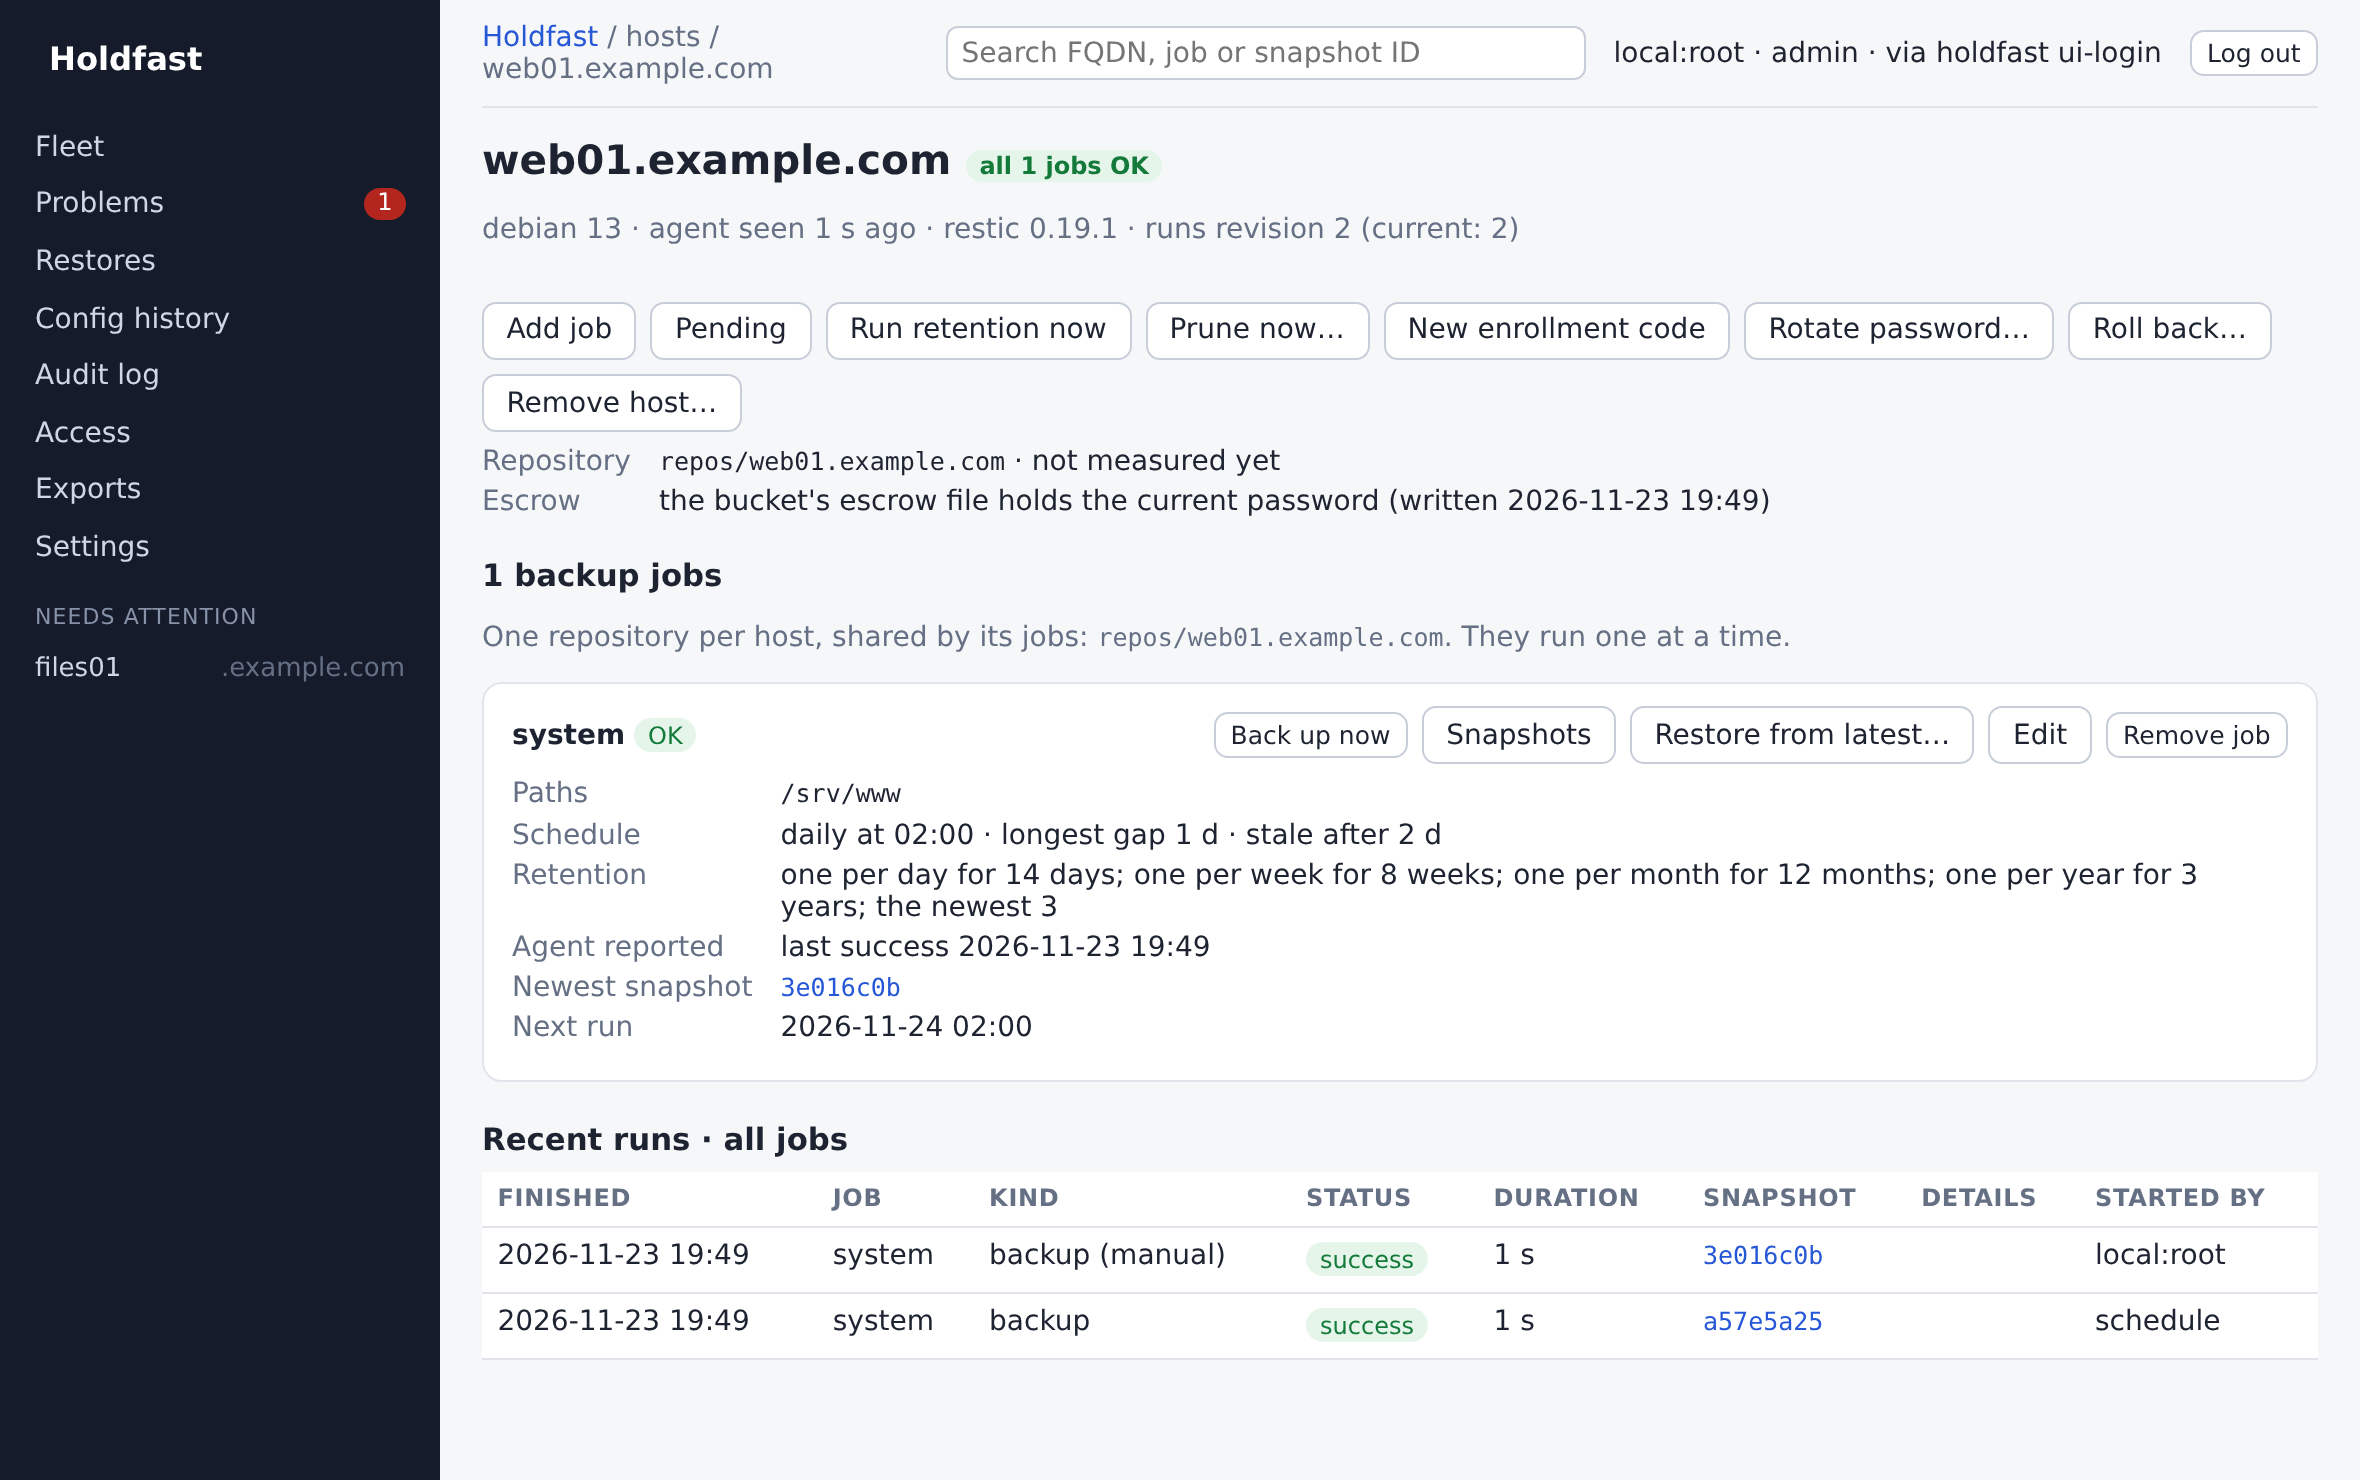 Holdfast
Fleet
Problems 1
Restores
Config history
Audit log
Access
Exports
Settings
NEEDS ATTENTION
files01 .example.com
Holdfast / hosts /
web01.example.com
Search FQDN, job or snapshot ID
local:root · admin · via holdfast ui-login
Log out
web01.example.com all 1 jobs OK
debian 13 · agent seen 1 s ago · restic 0.19.1 · runs revision 2 (current: 2)
Add job Pending Run retention now Prune now... New enrollment code Rotate password... Roll back...
Remove host...
Repository repos/web01.example.com · not measured yet
Escrow the bucket's escrow file holds the current password (written 2026-11-23 19:49)
1 backup jobs
One repository per host, shared by its jobs: repos/web01.example.com. They run one at a time.
system OK Back up now Snapshots Restore from latest... Edit Remove job
Paths /srv/www
Schedule daily at 02:00 · longest gap 1 d · stale after 2 d
Retention one per day for 14 days; one per week for 8 weeks; one per month for 12 months; one per year for 3
years; the newest 3
Agent reported last success 2026-11-23 19:49
Newest snapshot 3e016c0b
Next run 2026-11-24 02:00
Recent runs · all jobs
FINISHED JOB KIND STATUS DURATION SNAPSHOT DETAILS STARTED BY
2026-11-23 19:49 system backup (manual) success 1 s 3e016c0b local:root
2026-11-23 19:49 system backup success 1 s a57e5a25 schedule